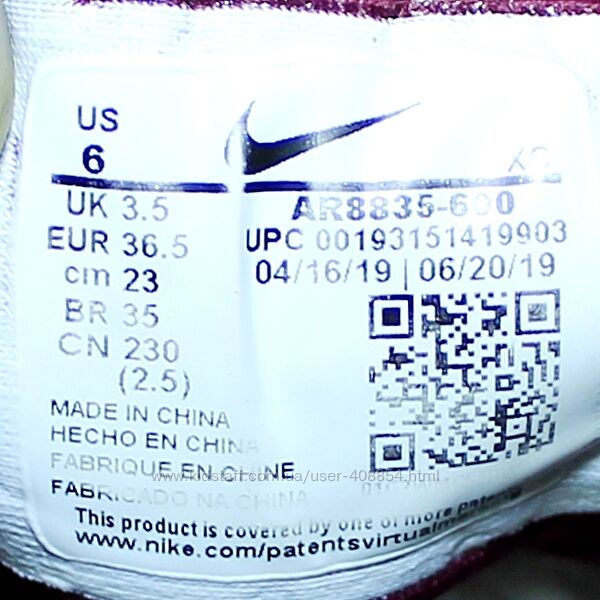 US
6
UK 3.5
EUR 36.5
cm 23
BR 35
CN 230
(2.5)
AR8835-600
UPC 00193151419903
04/16/19 | 06/20/19
MADE IN CHINA
HECHO EN CHINA
FABRIQUE EN CHINE
FABRICADO NA CHINA
This product is covered by one or more
www.nike.com/